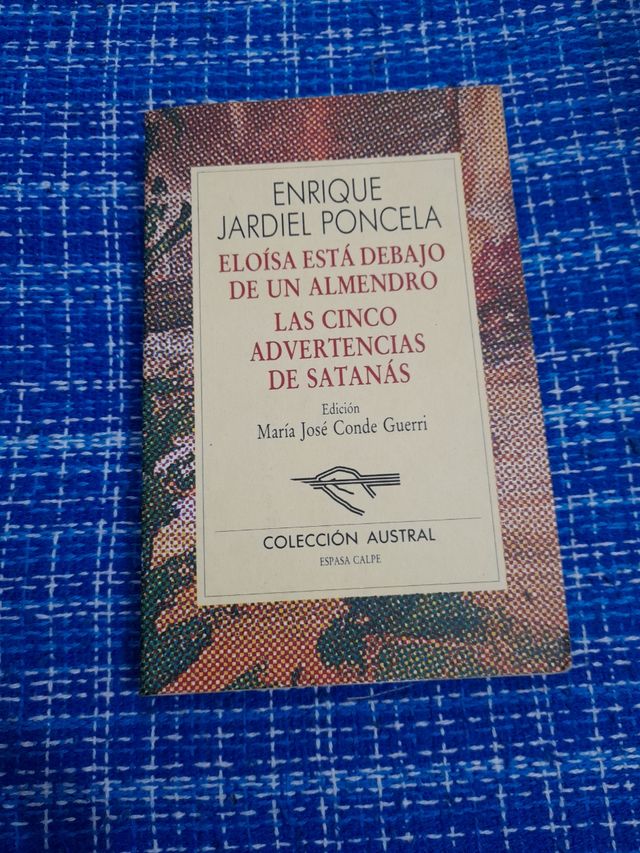 ENRIQUE
JARDIEL PONCELA
ELOÍSA ESTÁ DEBAJO
DE UN ALMENDRO
LAS CINCO
ADVERTENCIAS
DE SATANÁS
Edición
María José Conde Guerri
COLECCIÓN AUSTRAL
ESPASA CALPE